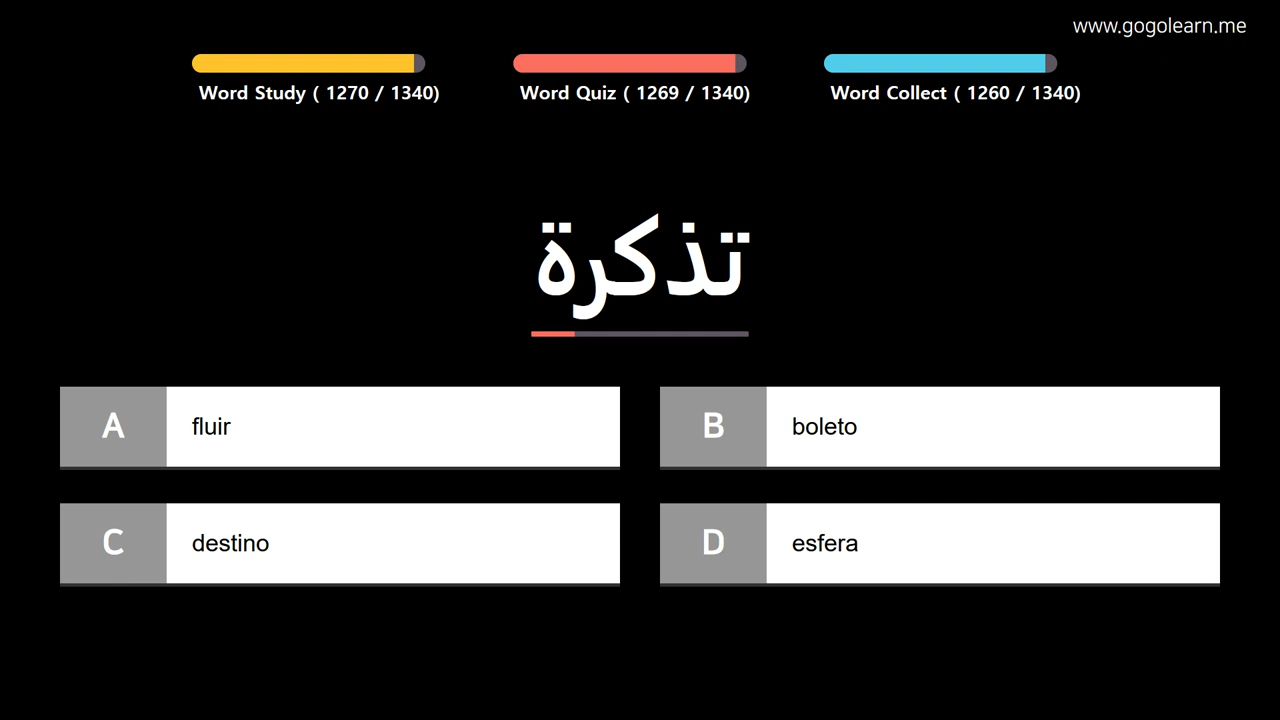 www.gogolearn.me
Word Study ( 1270 / 1340)
Word Quiz ( 1269 / 1340)
Word Collect ( 1260 / 1340)
تذكرة
A fluir
B boleto
C destino
D esfera